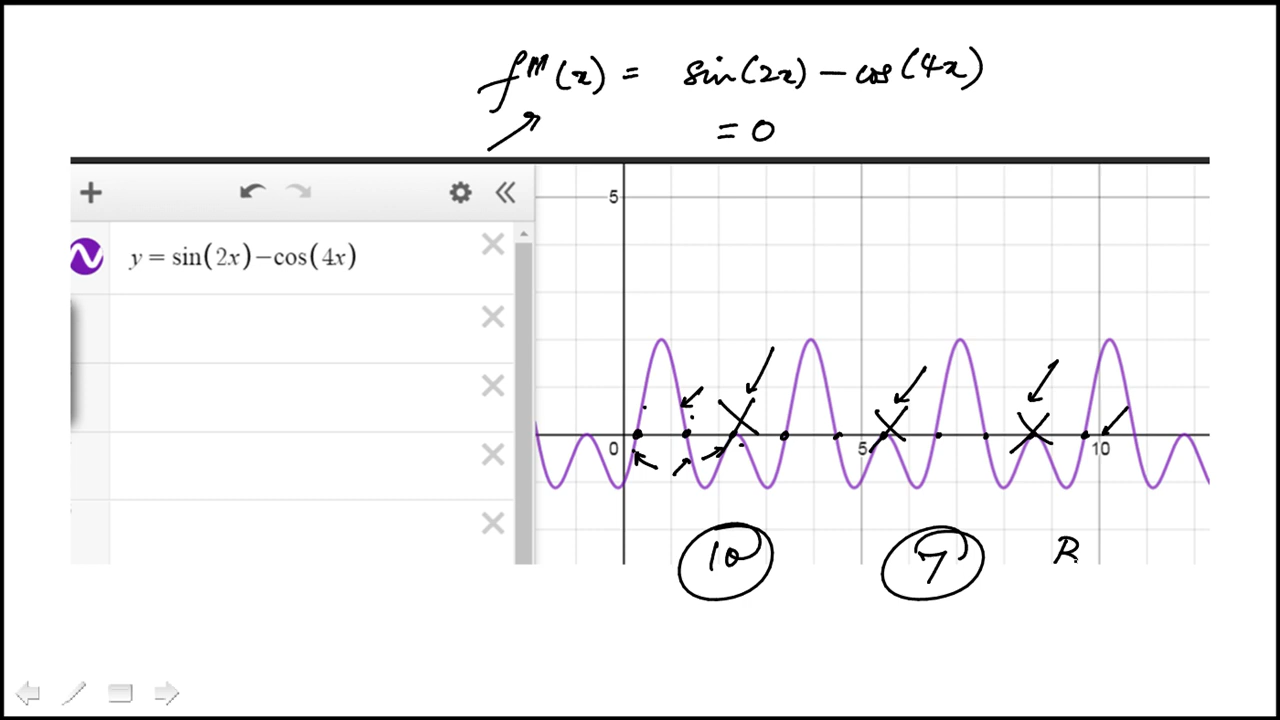 f'''(x) = sin(2x) − cos(4x)
= 0
5
y = sin(2x)−cos(4x)
0 5 10
10 7 B